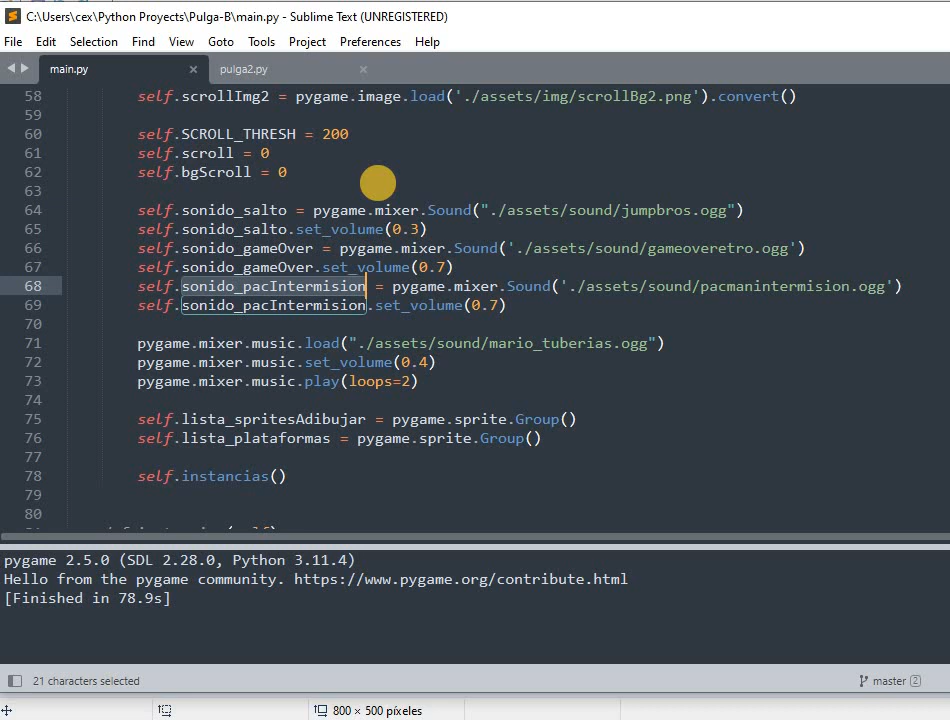 C:\Users\cex\Python Proyects\Pulga-B\main.py - Sublime Text (UNREGISTERED)
File Edit Selection Find View Goto Tools Project Preferences Help
main.py pulga2.py
58 self.scrollImg2 = pygame.image.load('./assets/img/scrollBg2.png').convert()
59
60 self.SCROLL_THRESH = 200
61 self.scroll = 0
62 self.bgScroll = 0
63
64 self.sonido_salto = pygame.mixer.Sound("./assets/sound/jumpbros.ogg")
65 self.sonido_salto.set_volume(0.3)
66 self.sonido_gameOver = pygame.mixer.Sound('./assets/sound/gameoveretro.ogg')
67 self.sonido_gameOver.set_volume(0.7)
68 self.sonido_pacIntermision = pygame.mixer.Sound('./assets/sound/pacmanintermision.ogg')
69 self.sonido_pacIntermision.set_volume(0.7)
70
71 pygame.mixer.music.load("./assets/sound/mario_tuberias.ogg")
72 pygame.mixer.music.set_volume(0.4)
73 pygame.mixer.music.play(loops=2)
74
75 self.lista_spritesAdibujar = pygame.sprite.Group()
76 self.lista_plataformas = pygame.sprite.Group()
77
78 self.instancias()
79
80
pygame 2.5.0 (SDL 2.28.0, Python 3.11.4)
Hello from the pygame community. https://www.pygame.org/contribute.html
[Finished in 78.9s]
21 characters selected master 2
800 × 500 píxeles